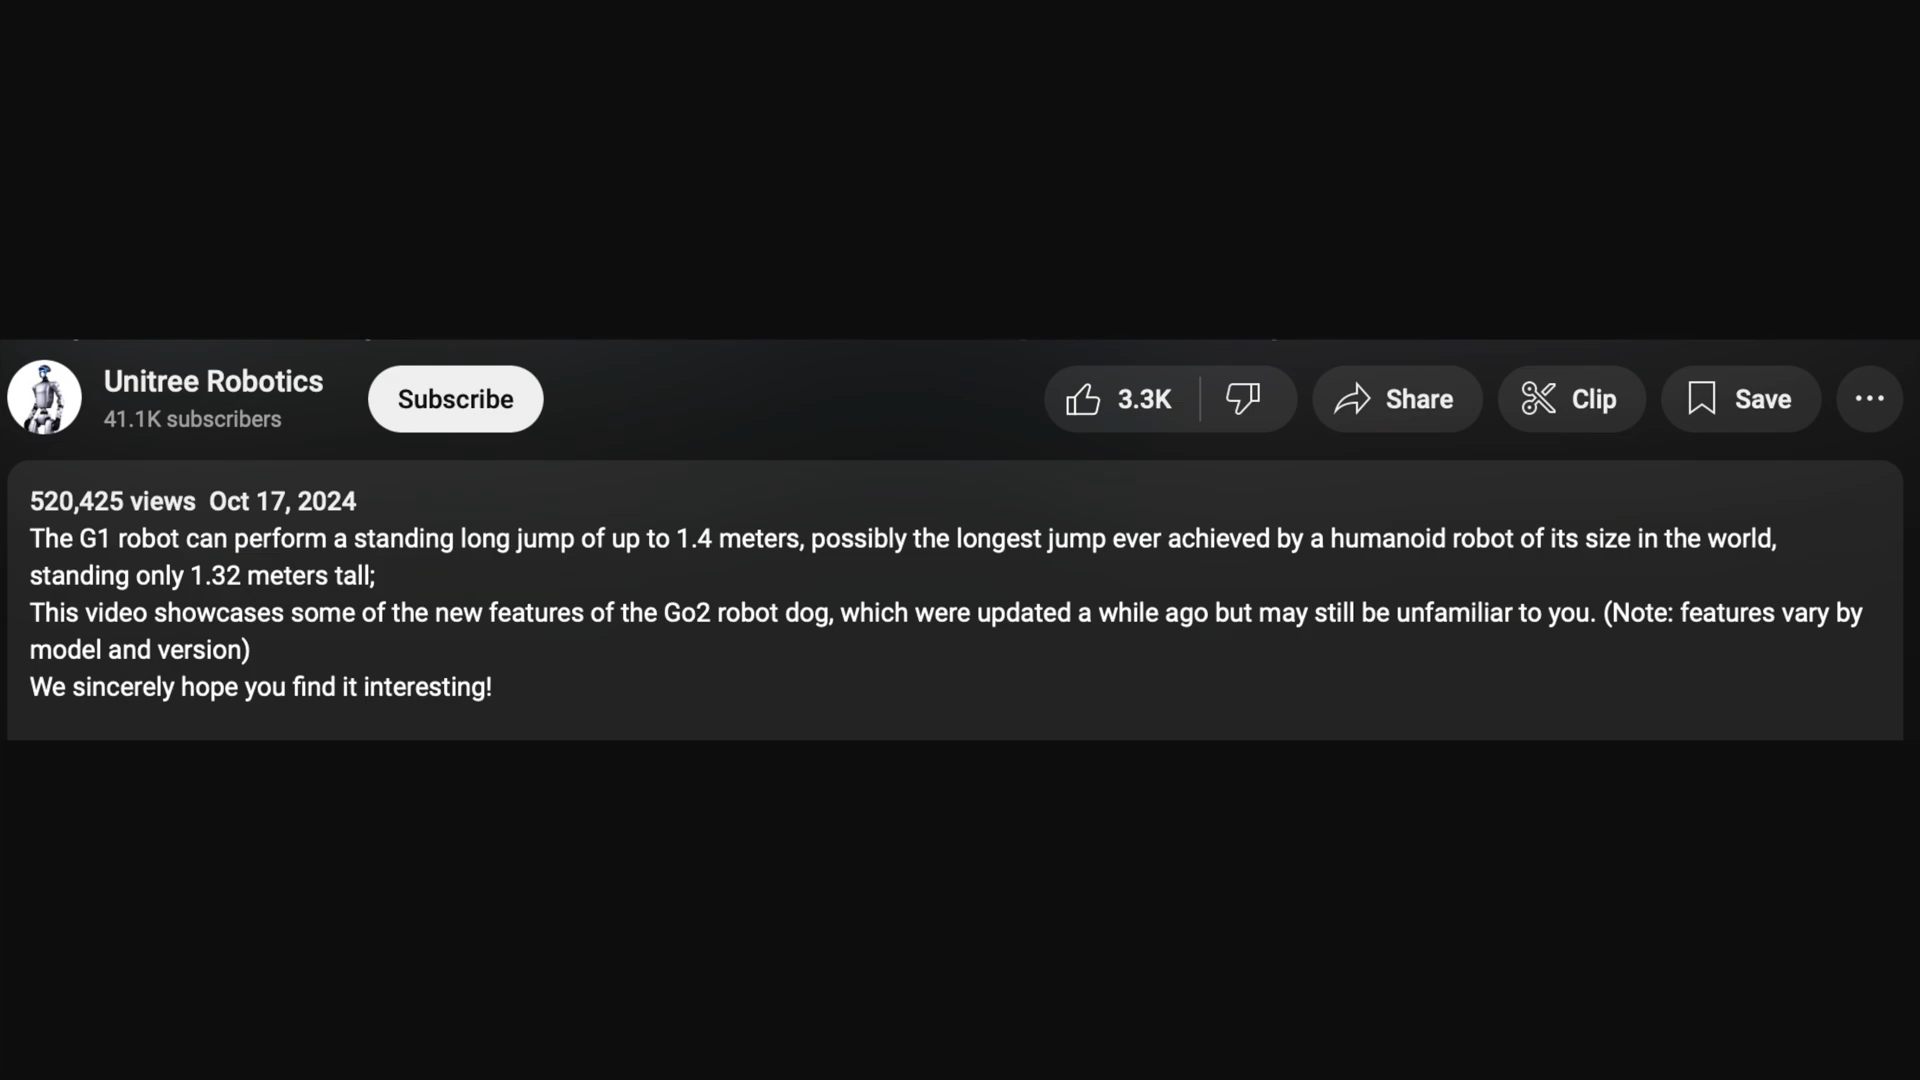 Unitree Robotics
41.1K subscribers
Subscribe
3.3K
Share
Clip
Save
520,425 views Oct 17, 2024
The G1 robot can perform a standing long jump of up to 1.4 meters, possibly the longest jump ever achieved by a humanoid robot of its size in the world,
standing only 1.32 meters tall;
This video showcases some of the new features of the Go2 robot dog, which were updated a while ago but may still be unfamiliar to you. (Note: features vary by
model and version)
We sincerely hope you find it interesting!